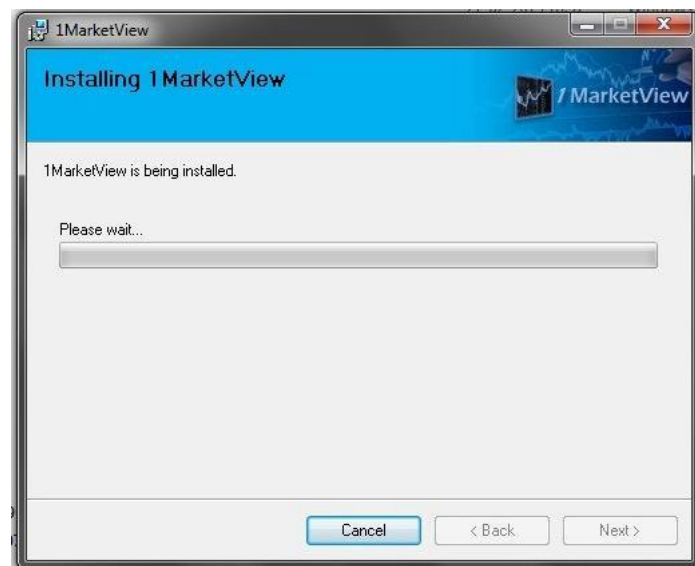 1MarketView
Installing 1MarketView
1MarketView
1MarketView is being installed.
Please wait...
Cancel
< Back
Next >